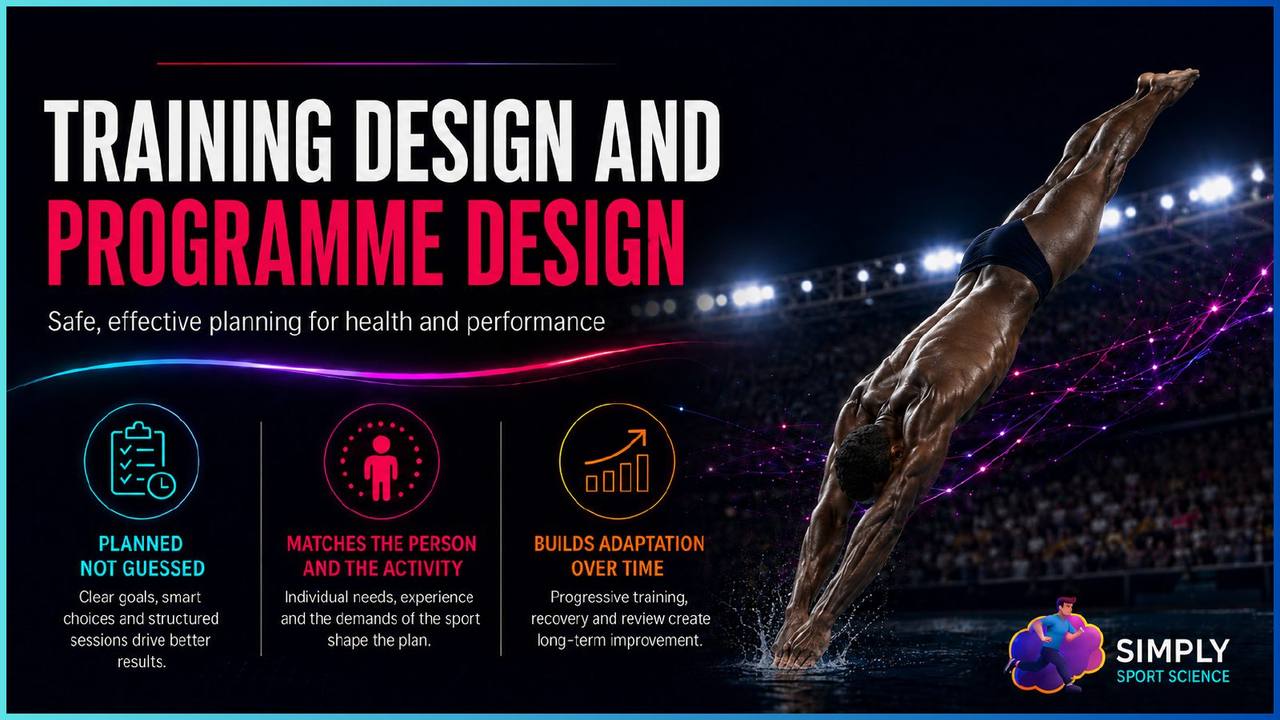 TRAINING DESIGN AND
PROGRAMME DESIGN
Safe, effective planning for health and performance
PLANNED
NOT GUESSED
Clear goals, smart
choices and structured
sessions drive better
results.
MATCHES THE PERSON
AND THE ACTIVITY
Individual needs, experience
and the demands of the sport
shape the plan.
BUILDS ADAPTATION
OVER TIME
Progressive training,
recovery and review create
long-term improvement.
SIMPLY
SPORT SCIENCE